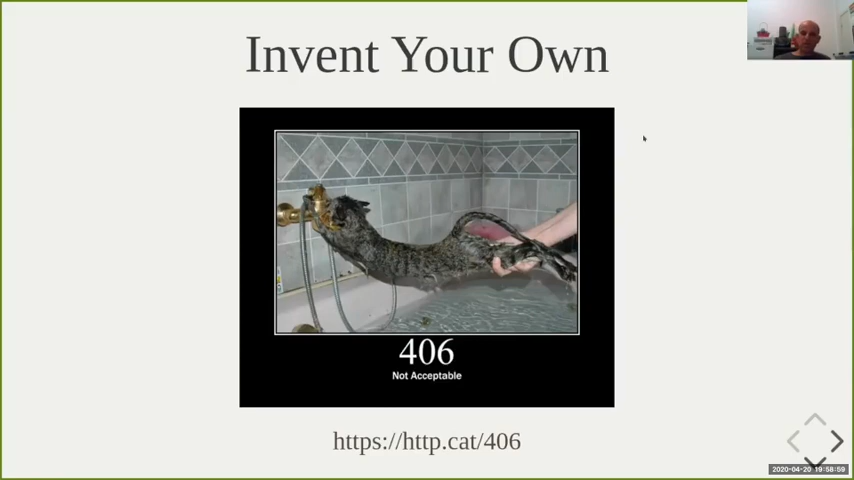 Invent Your Own
406
Not Acceptable
https://http.cat/406
2020-04-20 19:58:59